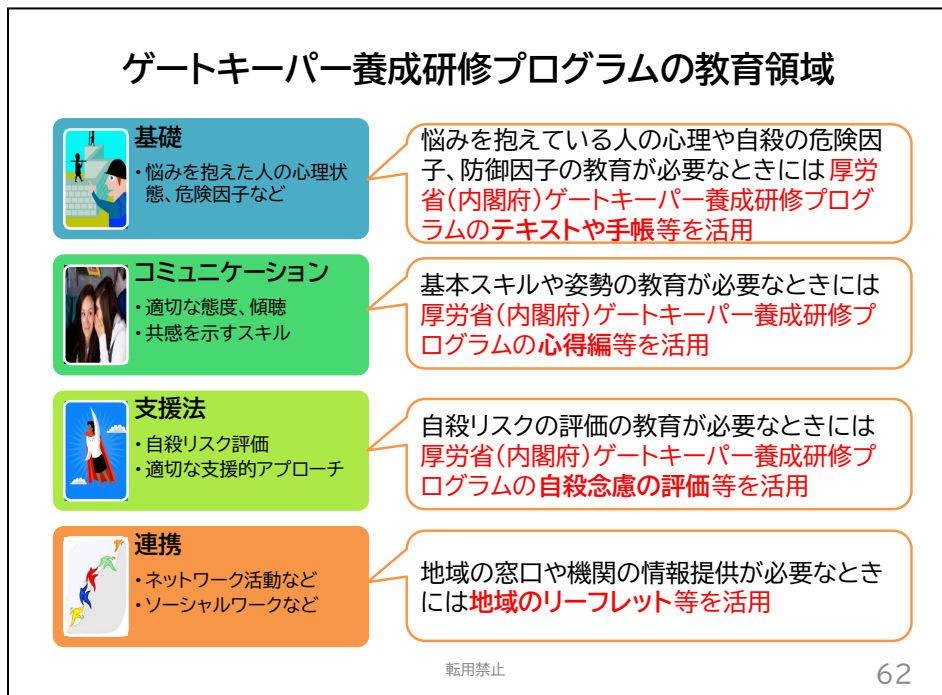 ゲートキーパー養成研修プログラムの教育領域
基礎
・悩みを抱えた人の心理状
態、危険因子など
悩みを抱えている人の心理や自殺の危険因
子、防御因子の教育が必要なときには厚労
省(内閣府)ゲートキーパー養成研修プログ
ラムのテキストや手帳等を活用
コミュニケーション
・適切な態度、傾聴
・共感を示すスキル
基本スキルや姿勢の教育が必要なときには
厚労省(内閣府)ゲートキーパー養成研修プ
ログラムの心得編等を活用
支援法
・自殺リスク評価
・適切な支援的アプローチ
自殺リスクの評価の教育が必要なときには
厚労省(内閣府)ゲートキーパー養成研修プ
ログラムの自殺念慮の評価等を活用
連携
・ネットワーク活動など
・ソーシャルワークなど
地域の窓口や機関の情報提供が必要なとき
には地域のリーフレット等を活用
転用禁止
62